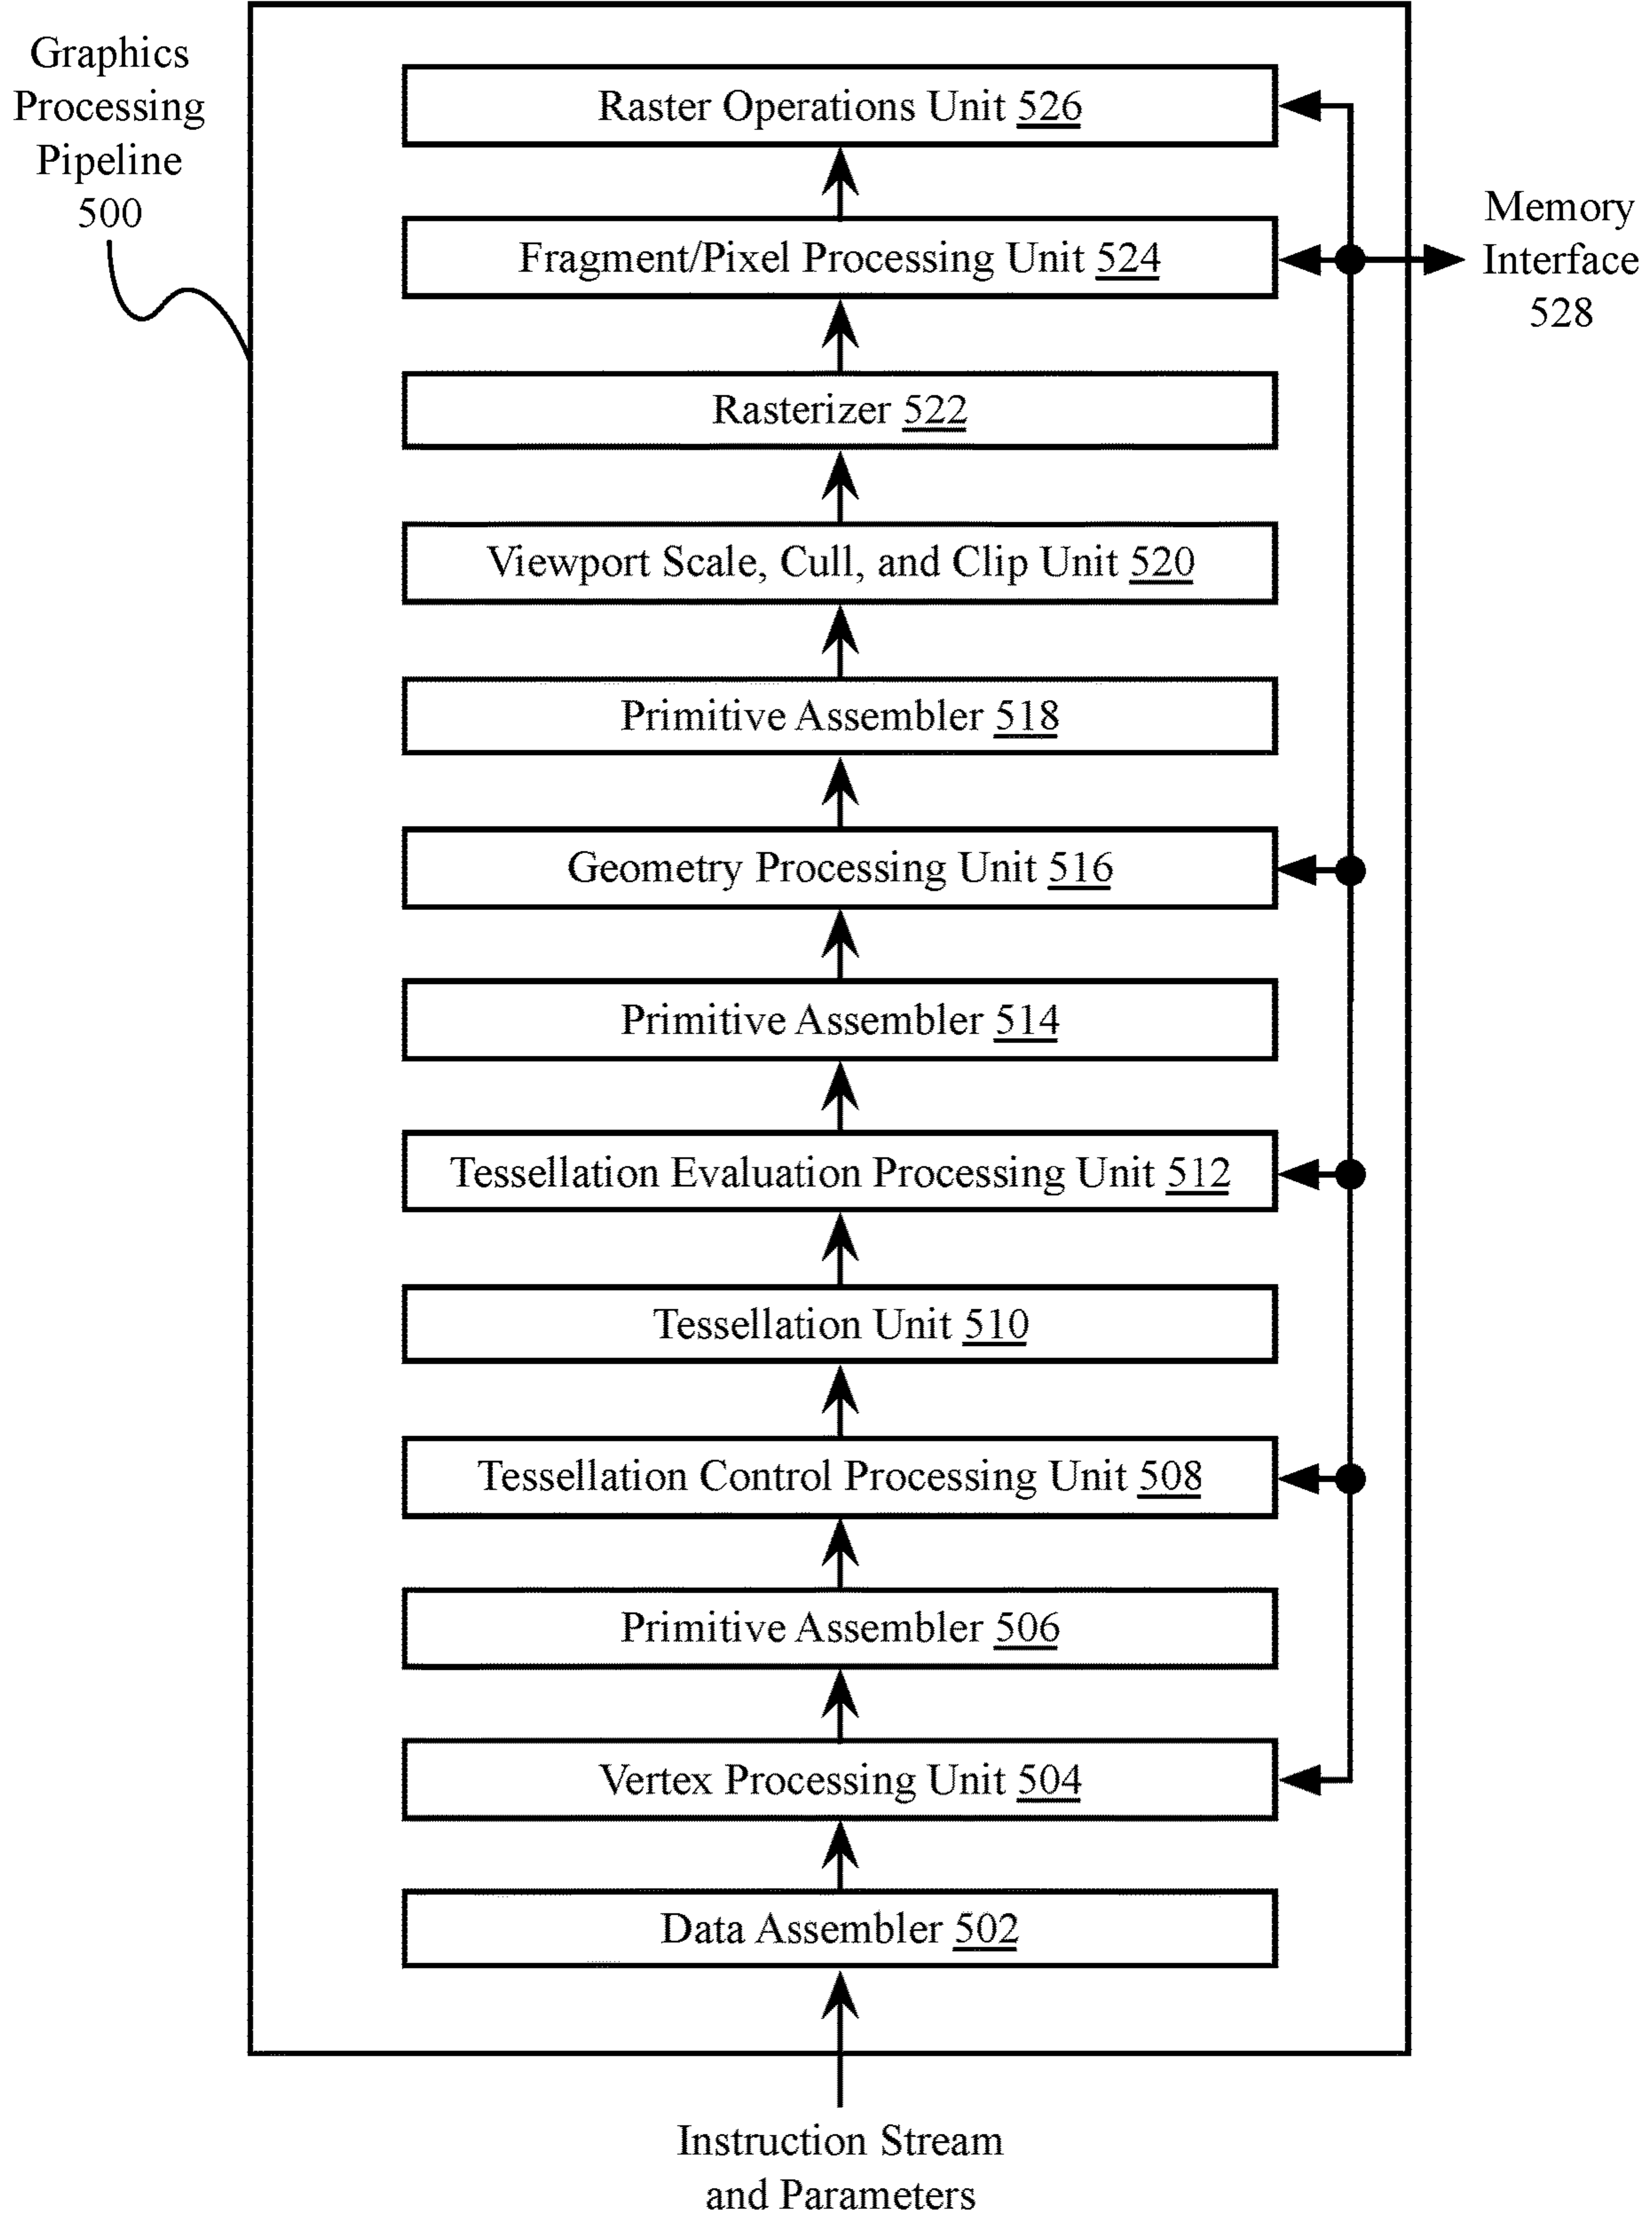 Graphics
Processing
Pipeline
500
Raster Operations Unit 526
Fragment/Pixel Processing Unit 524
Memory
Interface
528
Rasterizer 522
Viewport Scale, Cull, and Clip Unit 520
Primitive Assembler 518
Geometry Processing Unit 516
Primitive Assembler 514
Tessellation Evaluation Processing Unit 512
Tessellation Unit 510
Tessellation Control Processing Unit 508
Primitive Assembler 506
Vertex Processing Unit 504
Data Assembler 502
Instruction Stream
and Parameters